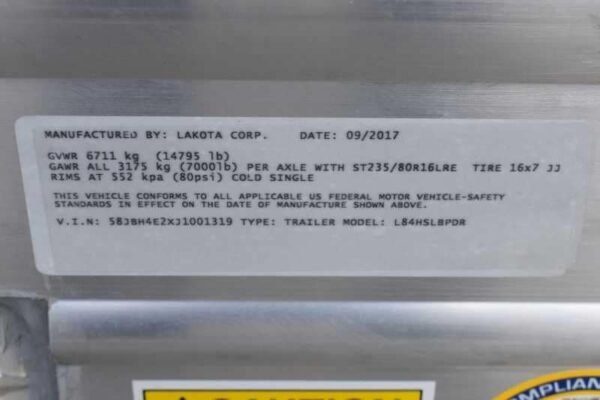 MANUFACTURED BY: LAKOTA CORP. DATE: 09/2017
GVWR 6711 kg (14795 lb)
GAWR ALL 3175 kg (7000lb) PER AXLE WITH ST235/80R16LRE TIRE 16x7 JJ
RIMS AT 552 kpa (80psi) COLD SINGLE
THIS VEHICLE CONFORMS TO ALL APPLICABLE US FEDERAL MOTOR VEHICLE-SAFETY
STANDARDS IN EFFECT ON THE DATE OF MANUFACTURE SHOWN ABOVE.
V.I.N: 58JBH4E2XJ1001319 TYPE: TRAILER MODEL: L84HSLBPDR
CAUTION